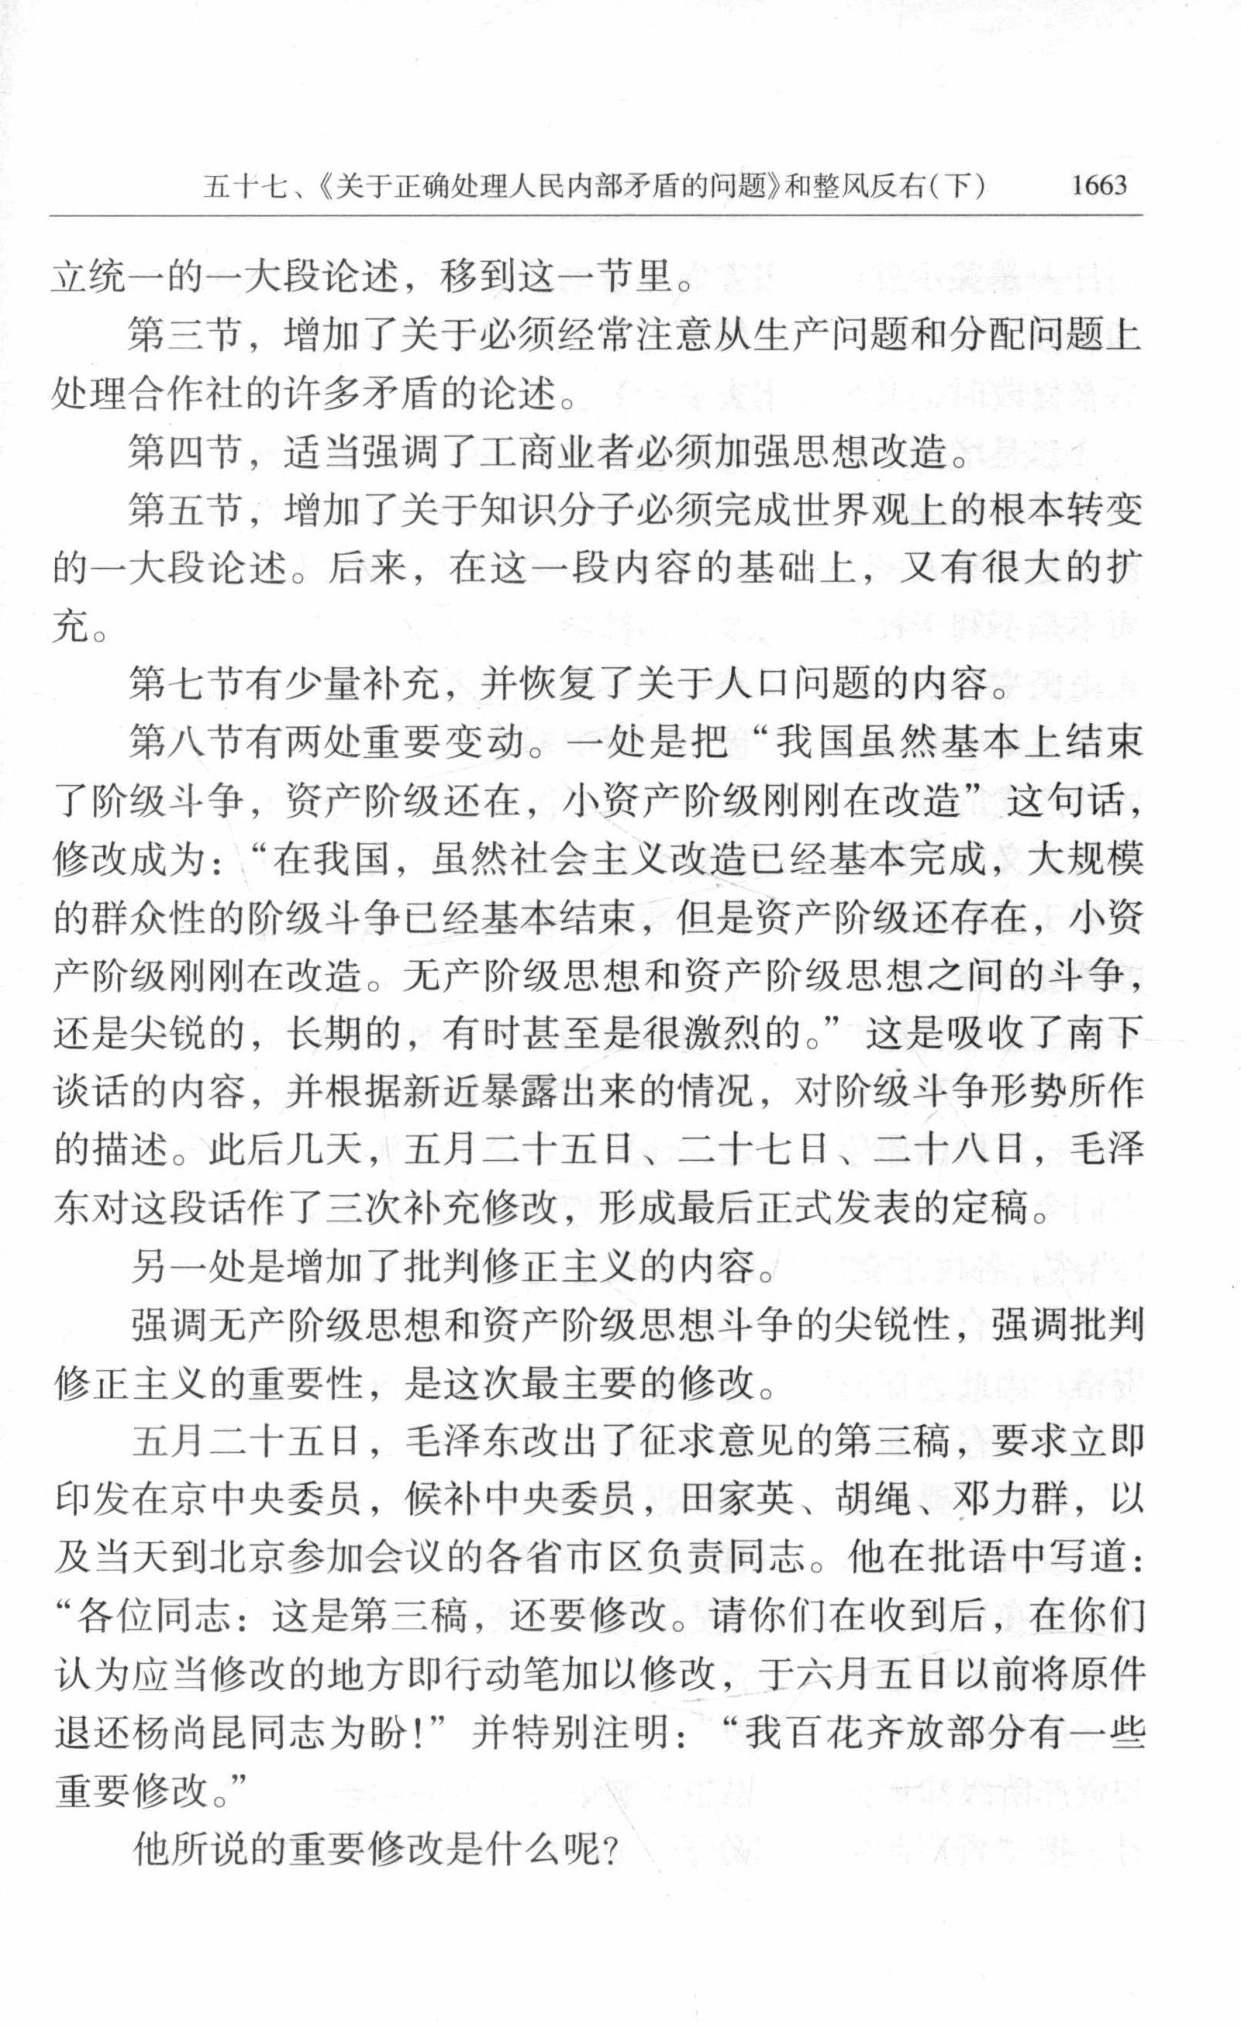 五十七、《关于正确处理人民内部矛盾的问题》和整风反右(下) 1663
立统一的一大段论述，移到这一节里。
第三节，增加了关于必须经常注意从生产问题和分配问题上
处理合作社的许多矛盾的论述。
第四节，适当强调了工商业者必须加强思想改造。
第五节，增加了关于知识分子必须完成世界观上的根本转变
的一大段论述。后来，在这一段内容的基础上，又有很大的扩
充。
第七节有少量补充，并恢复了关于人口问题的内容。
第八节有两处重要变动。一处是把“我国虽然基本上结束
了阶级斗争，资产阶级还在，小资产阶级刚刚在改造”这句话，
修改成为：“在我国，虽然社会主义改造已经基本完成，大规模
的群众性的阶级斗争已经基本结束，但是资产阶级还存在，小资
产阶级刚刚在改造。无产阶级思想和资产阶级思想之间的斗争，
还是尖锐的，长期的，有时甚至是很激烈的。”这是吸收了南下
谈话的内容，并根据新近暴露出来的情况，对阶级斗争形势所作
的描述。此后几天，五月二十五日、二十七日、二十八日，毛泽
东对这段话作了三次补充修改，形成最后正式发表的定稿。
另一处是增加了批判修正主义的内容。
强调无产阶级思想和资产阶级思想斗争的尖锐性，强调批判
修正主义的重要性，是这次最主要的修改。
五月二十五日，毛泽东改出了征求意见的第三稿，要求立即
印发在京中央委员，候补中央委员，田家英、胡绳、邓力群，以
及当天到北京参加会议的各省市区负责同志。他在批语中写道：
“各位同志：这是第三稿，还要修改。请你们在收到后，在你们
认为应当修改的地方即行动笔加以修改，于六月五日以前将原件
退还杨尚昆同志为盼！”并特别注明：“我百花齐放部分有一些
重要修改。”
他所说的重要修改是什么呢？